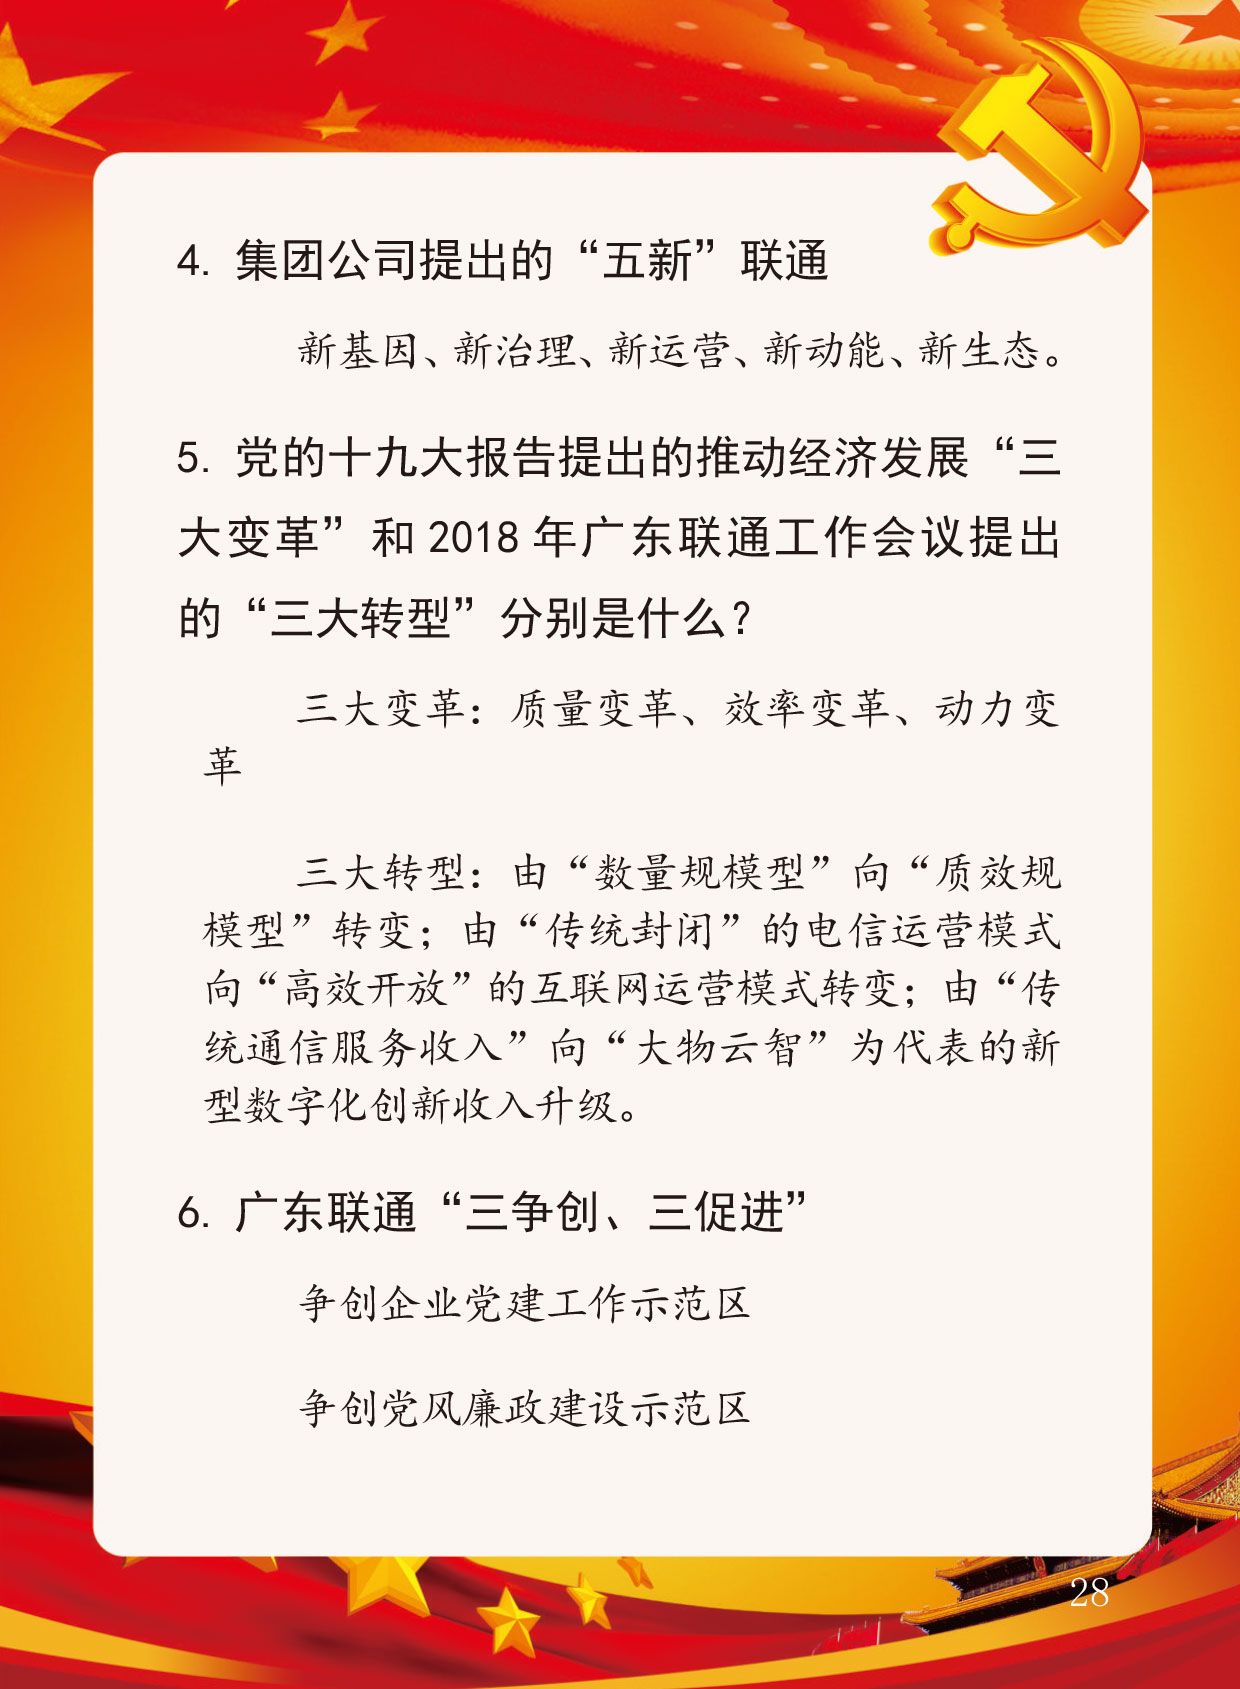 4. 集团公司提出的“五新”联通
新基因、新治理、新运营、新动能、新生态。
5. 党的十九大报告提出的推动经济发展“三
大变革”和2018年广东联通工作会议提出
的“三大转型”分别是什么?
三大变革：质量变革、效率变革、动力变
革
三大转型：由“数量规模型”向“质效规
模型”转变；由“传统封闭”的电信运营模式
向“高效开放”的互联网运营模式转变；由“传
统通信服务收入”向“大物云智”为代表的新
型数字化创新收入升级。
6. 广东联通“三争创、三促进”
争创企业党建工作示范区
争创党风廉政建设示范区
28